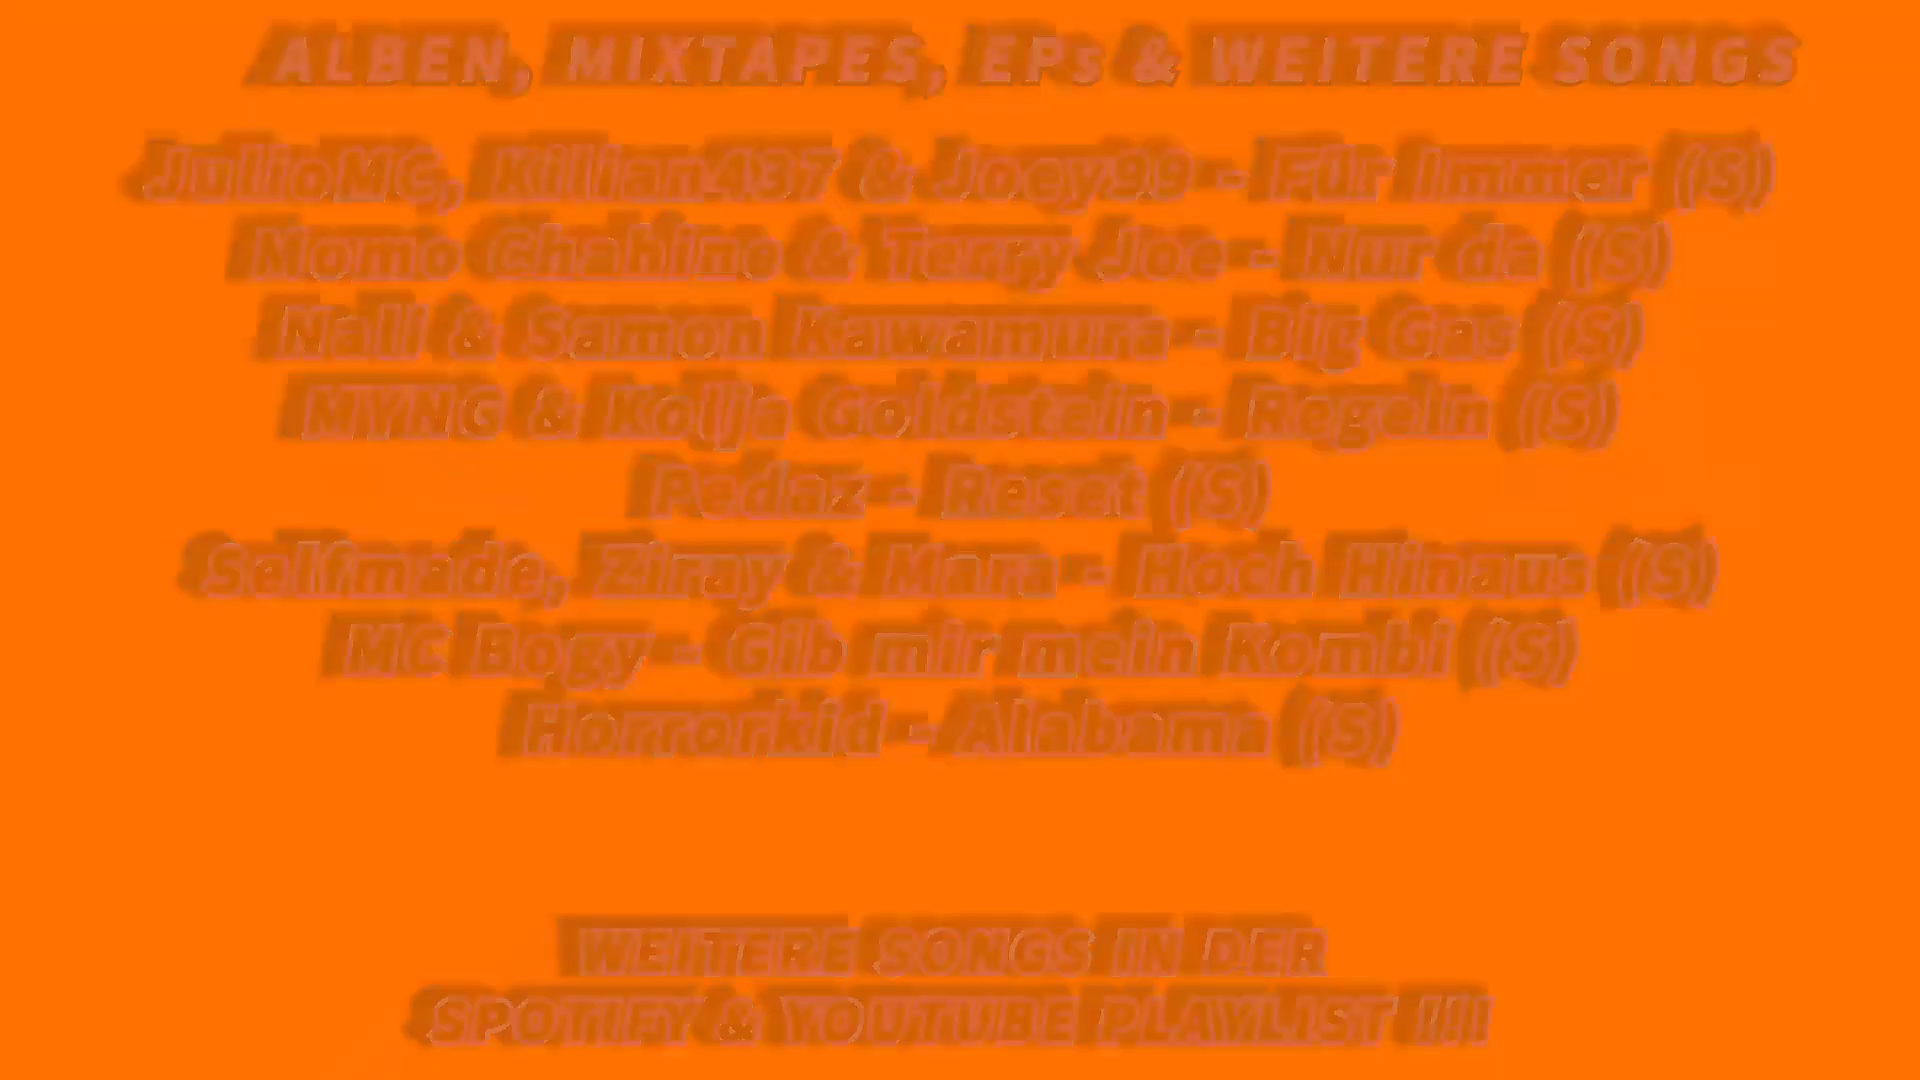 ALBEN, MIXTAPES, EPs & WEITERE SONGS
JulioMC, Kilian437 & Joey99 - Für Immer (S)
Momo Chahine & Terry Joe - Nur da (S)
Nali & Samon Kawamura - Big Gas (S)
MYNG & Kolja Goldstein - Regeln (S)
Pedaz - Reset (S)
Selfmade, Ziray & Mara - Hoch Hinaus (S)
MC Bogy - Gib mir mein Kombi (S)
Horrorkid - Alabama (S)
WEITERE SONGS IN DER
SPOTIFY & YOUTUBE PLAYLIST !!!